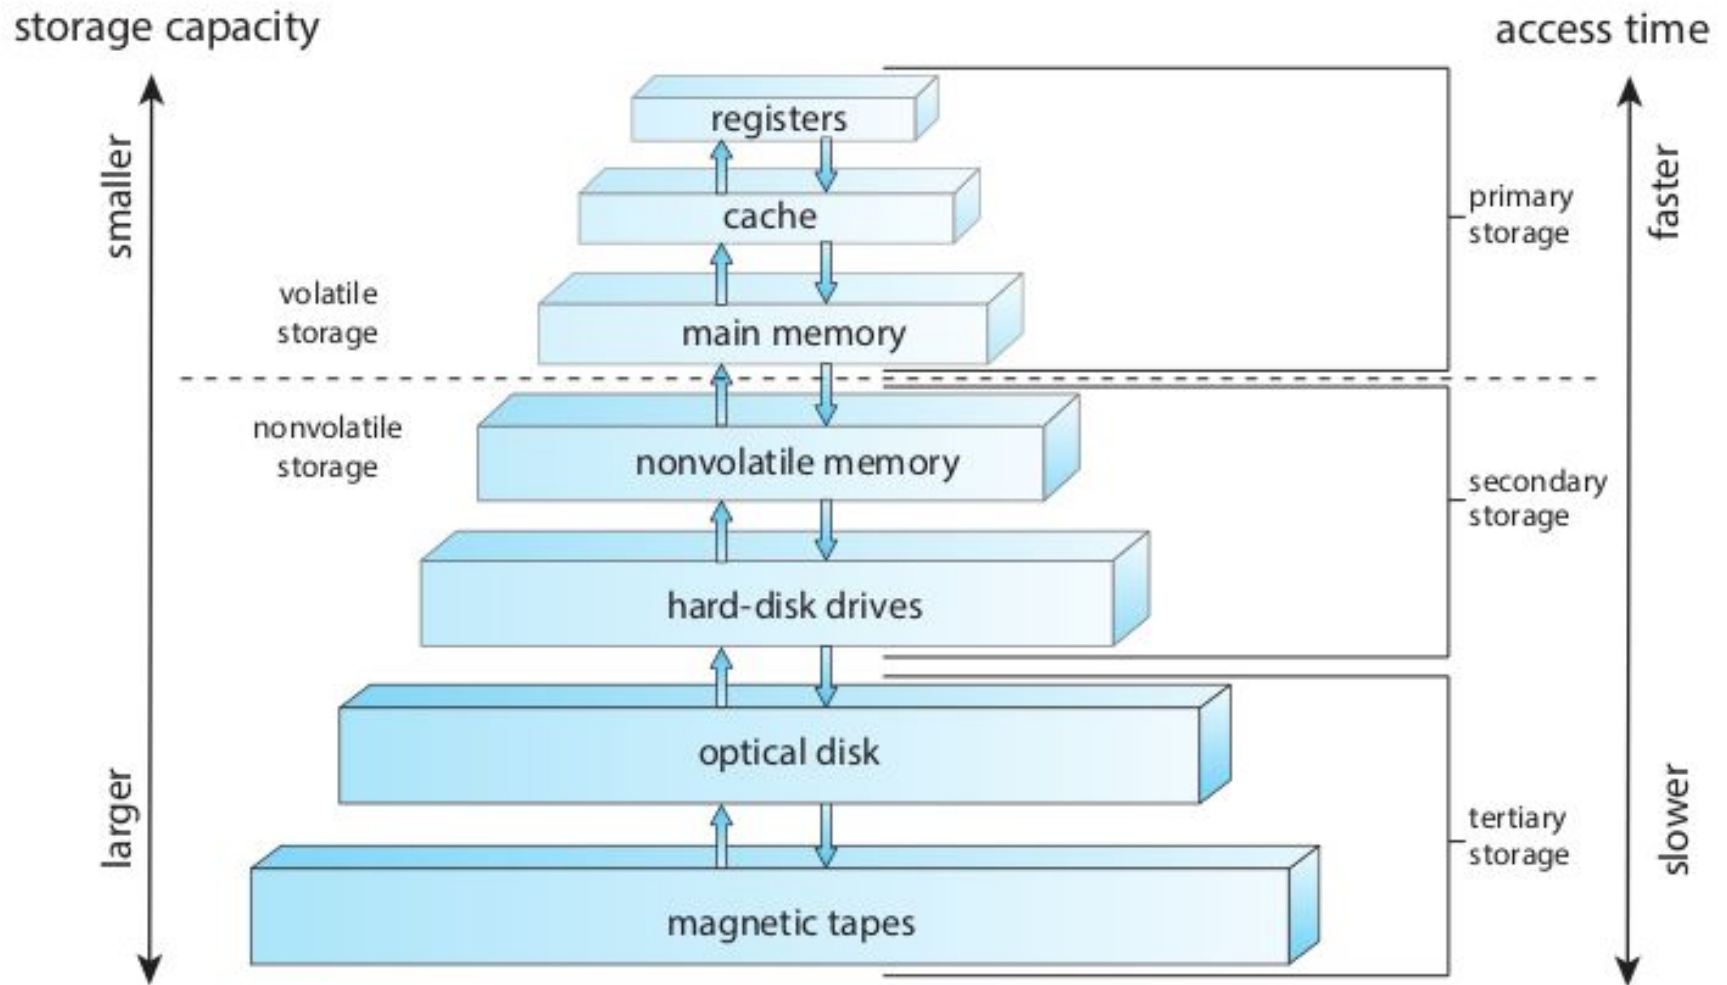 storage capacity
access time
registers
smaller
cache
primary
storage
faster
volatile
storage
main memory
nonvolatile
storage
nonvolatile memory
secondary
storage
hard-disk drives
optical disk
larger
tertiary
storage
slower
magnetic tapes